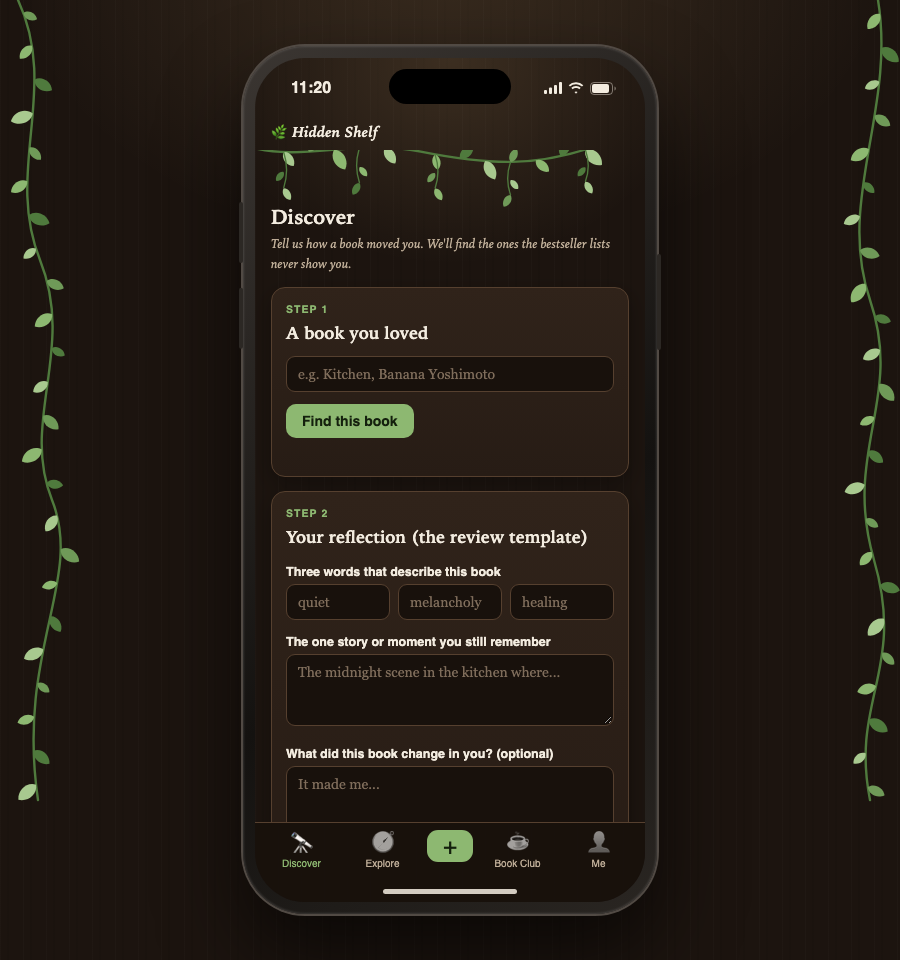 11:20
Hidden Shelf
Discover
Tell us how a book moved you. We'll find the ones the bestseller lists
never show you.
STEP 1
A book you loved
e.g. Kitchen, Banana Yoshimoto
Find this book
STEP 2
Your reflection (the review template)
Three words that describe this book
quiet melancholy healing
The one story or moment you still remember
The midnight scene in the kitchen where...
What did this book change in you? (optional)
It made me...
+
Discover Explore Book Club Me